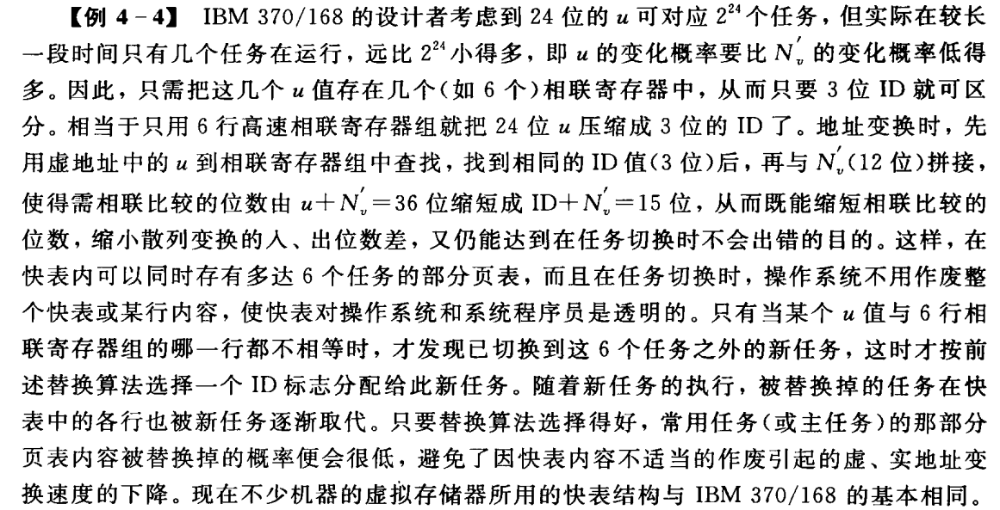 【例 4-4】 IBM 370/168 的设计者考虑到 24 位的 u 可对应 2²⁴ 个任务，但实际在较长
一段时间只有几个任务在运行，远比 2²⁴ 小得多，即 u 的变化概率要比 Nᵥ′ 的变化概率低得
多。因此，只需把这几个 u 值存在几个(如 6 个)相联寄存器中，从而只要 3 位 ID 就可区
分。相当于只用 6 行高速相联寄存器组就把 24 位 u 压缩成 3 位的 ID 了。地址变换时，先
用虚地址中的 u 到相联寄存器组中查找，找到相同的 ID 值(3 位)后，再与 Nᵥ′(12 位)拼接，
使得需相联比较的位数由 u+Nᵥ′=36 位缩短成 ID+Nᵥ′=15 位，从而既能缩短相联比较的
位数，缩小散列变换的入、出位数差，又仍能达到在任务切换时不会出错的目的。这样，在
快表内可以同时存有多达 6 个任务的部分页表，而且在任务切换时，操作系统不用作废整
个快表或某行内容，使快表对操作系统和系统程序员是透明的。只有当某个 u 值与 6 行相
联寄存器组的哪一行都不相等时，才发现已切换到这 6 个任务之外的新任务，这时才按前
述替换算法选择一个 ID 标志分配给此新任务。随着新任务的执行，被替换掉的任务在快
表中的各行也被新任务逐渐取代。只要替换算法选择得好，常用任务(或主任务)的那部分
页表内容被替换掉的概率便会很低，避免了因快表内容不适当的作废引起的虚、实地址变
换速度的下降。现在不少机器的虚拟存储器所用的快表结构与 IBM 370/168 的基本相同。